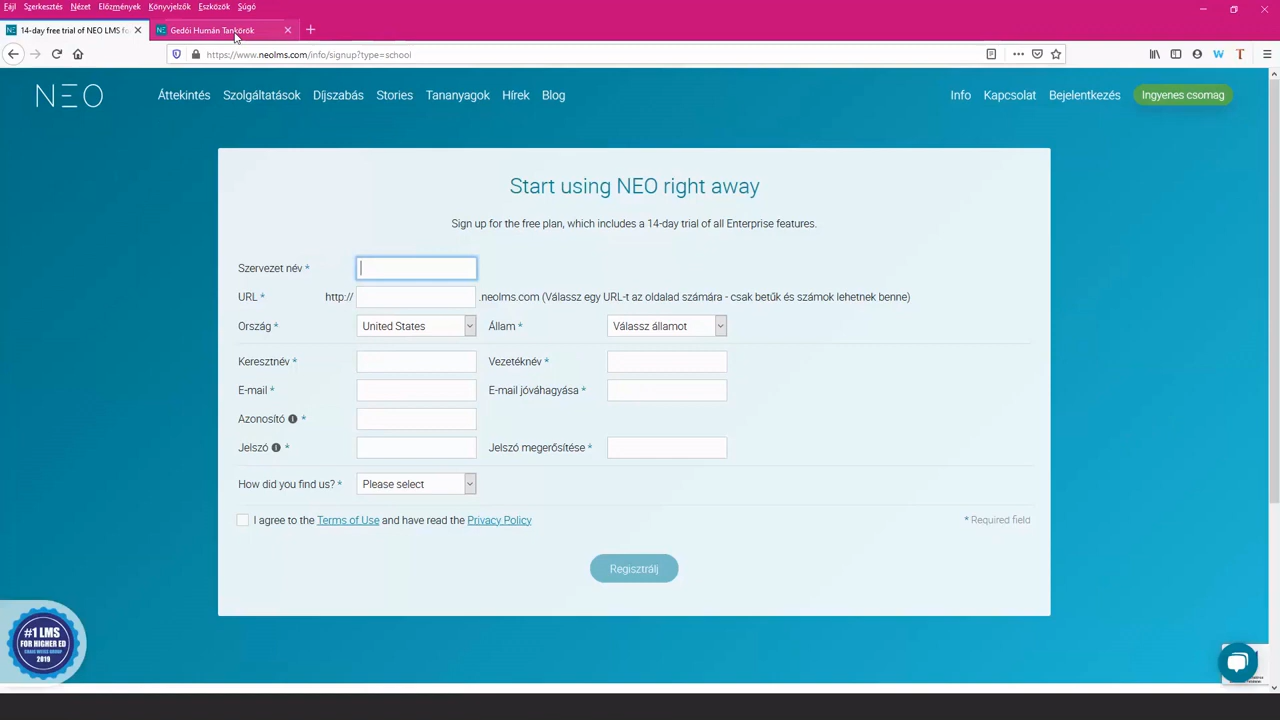 Fájl Szerkesztés Nézet Előzmények Könyvjelzők Eszközök Súgó
14-day free trial of NEO LMS fo
Gedői Humán Tankörök
https://www.neolms.com/info/signup?type=school
NEO Áttekintés Szolgáltatások Díjszabás Stories Tananyagok Hírek Blog Info Kapcsolat Bejelentkezés Ingyenes csomag
Start using NEO right away
Sign up for the free plan, which includes a 14-day trial of all Enterprise features.
Szervezet név *
URL * http:// .neolms.com (Válassz egy URL-t az oldalad számára - csak betűk és számok lehetnek benne)
Ország * United States Állam * Válassz államot
Keresztnév * Vezetéknév *
E-mail * E-mail jóváhagyása *
Azonosító *
Jelszó * Jelszó megerősítése *
How did you find us? * Please select
I agree to the Terms of Use and have read the Privacy Policy * Required field
Regisztrálj
#1 LMS
FOR HIGHER ED
CRAIG WEISS GROUP
2019